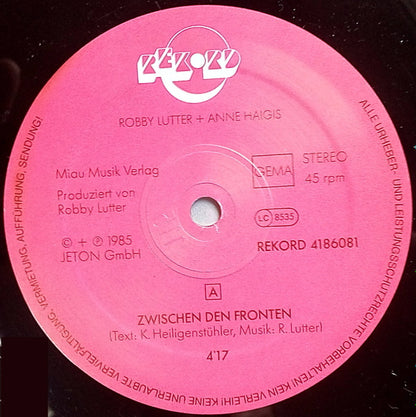 REKORD
ROBBY LUTTER + ANNE HAIGIS
Miau Musik Verlag
Produziert von
Robby Lutter
GEMA
STEREO
45 rpm
LC 8535
© + ℗ 1985
JETON GmbH
REKORD 4186081
A
ZWISCHEN DEN FRONTEN
(Text: K. Heiligenstühler, Musik: R. Lutter)
4'17
ALLE URHEBER- UND LEISTUNGSSCHUTZRECHTE VORBEHALTEN! KEIN VERLEIH! KEINE UNERLAUBTE VERVIELFÄLTIGUNG, VERMIETUNG, AUFFÜHRUNG, SENDUNG!